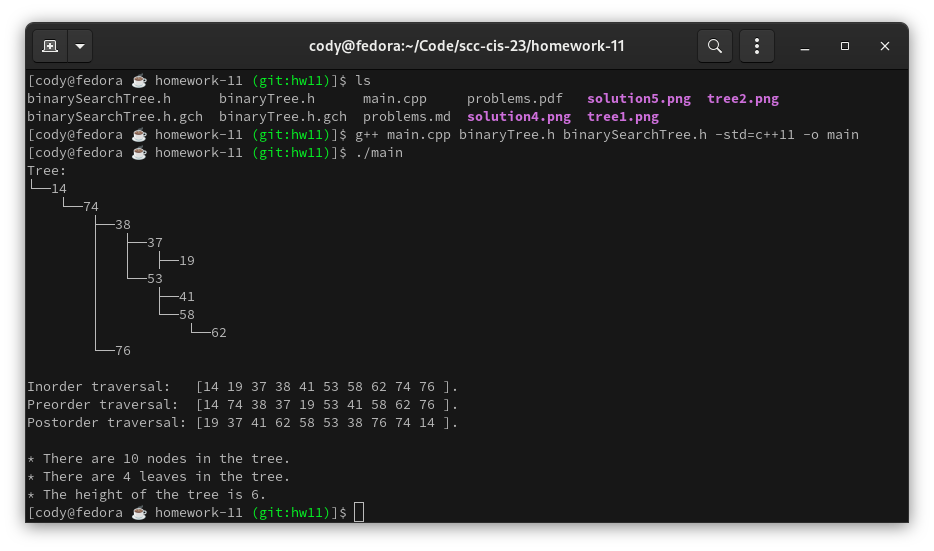 cody@fedora:~/Code/scc-cis-23/homework-11
[cody@fedora ☕ homework-11 (git:hw11)]$ ls
binarySearchTree.h      binaryTree.h      main.cpp     problems.pdf   solution5.png  tree2.png
binarySearchTree.h.gch  binaryTree.h.gch  problems.md  solution4.png  tree1.png
[cody@fedora ☕ homework-11 (git:hw11)]$ g++ main.cpp binaryTree.h binarySearchTree.h -std=c++11 -o main
[cody@fedora ☕ homework-11 (git:hw11)]$ ./main
Tree:
└──14
    └──74
        ├──38
        │   ├──37
        │   │   ├──19
        │   └──53
        │       ├──41
        │       └──58
        │           └──62
        └──76
Inorder traversal:   [14 19 37 38 41 53 58 62 74 76 ].
Preorder traversal:  [14 74 38 37 19 53 41 58 62 76 ].
Postorder traversal: [19 37 41 62 58 53 38 76 74 14 ].
* There are 10 nodes in the tree.
* There are 4 leaves in the tree.
* The height of the tree is 6.
[cody@fedora ☕ homework-11 (git:hw11)]$